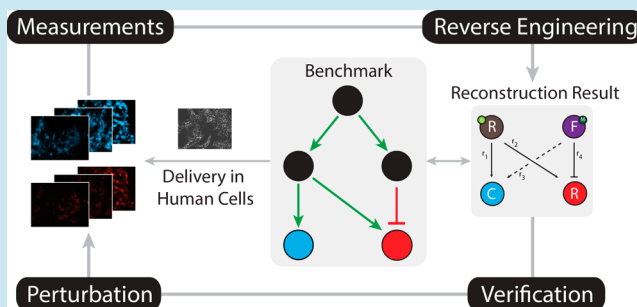 Measurements
Reverse Engineering
Benchmark
Reconstruction Result
R
F
r1
r2
r3
r4
C
R
Delivery in
Human Cells
Perturbation
Verification